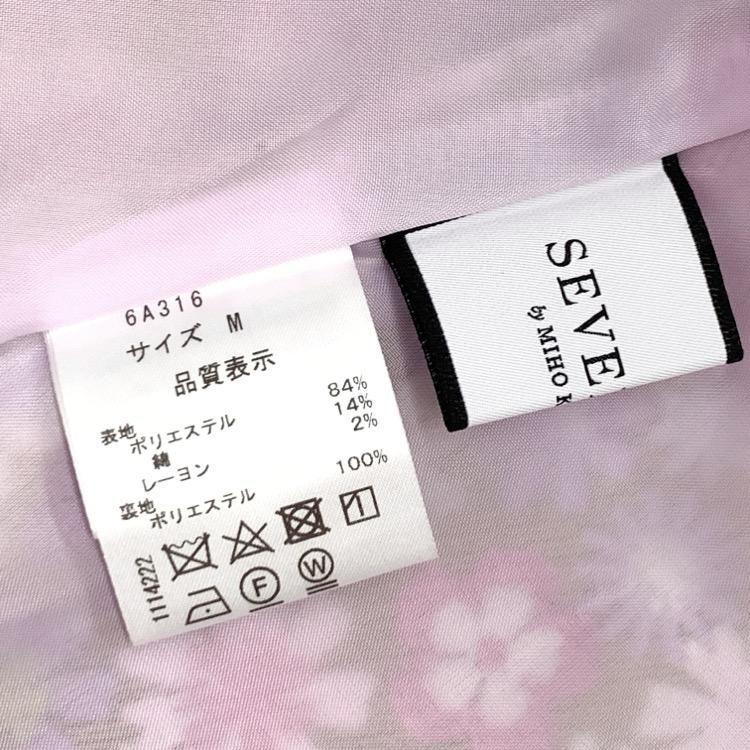 6A316
サイズ M
品質表示
表地
ポリエステル 84%
綿 14%
レーヨン 2%
裏地
ポリエステル 100%
1114222
F
W
SEVE
by MIHO K